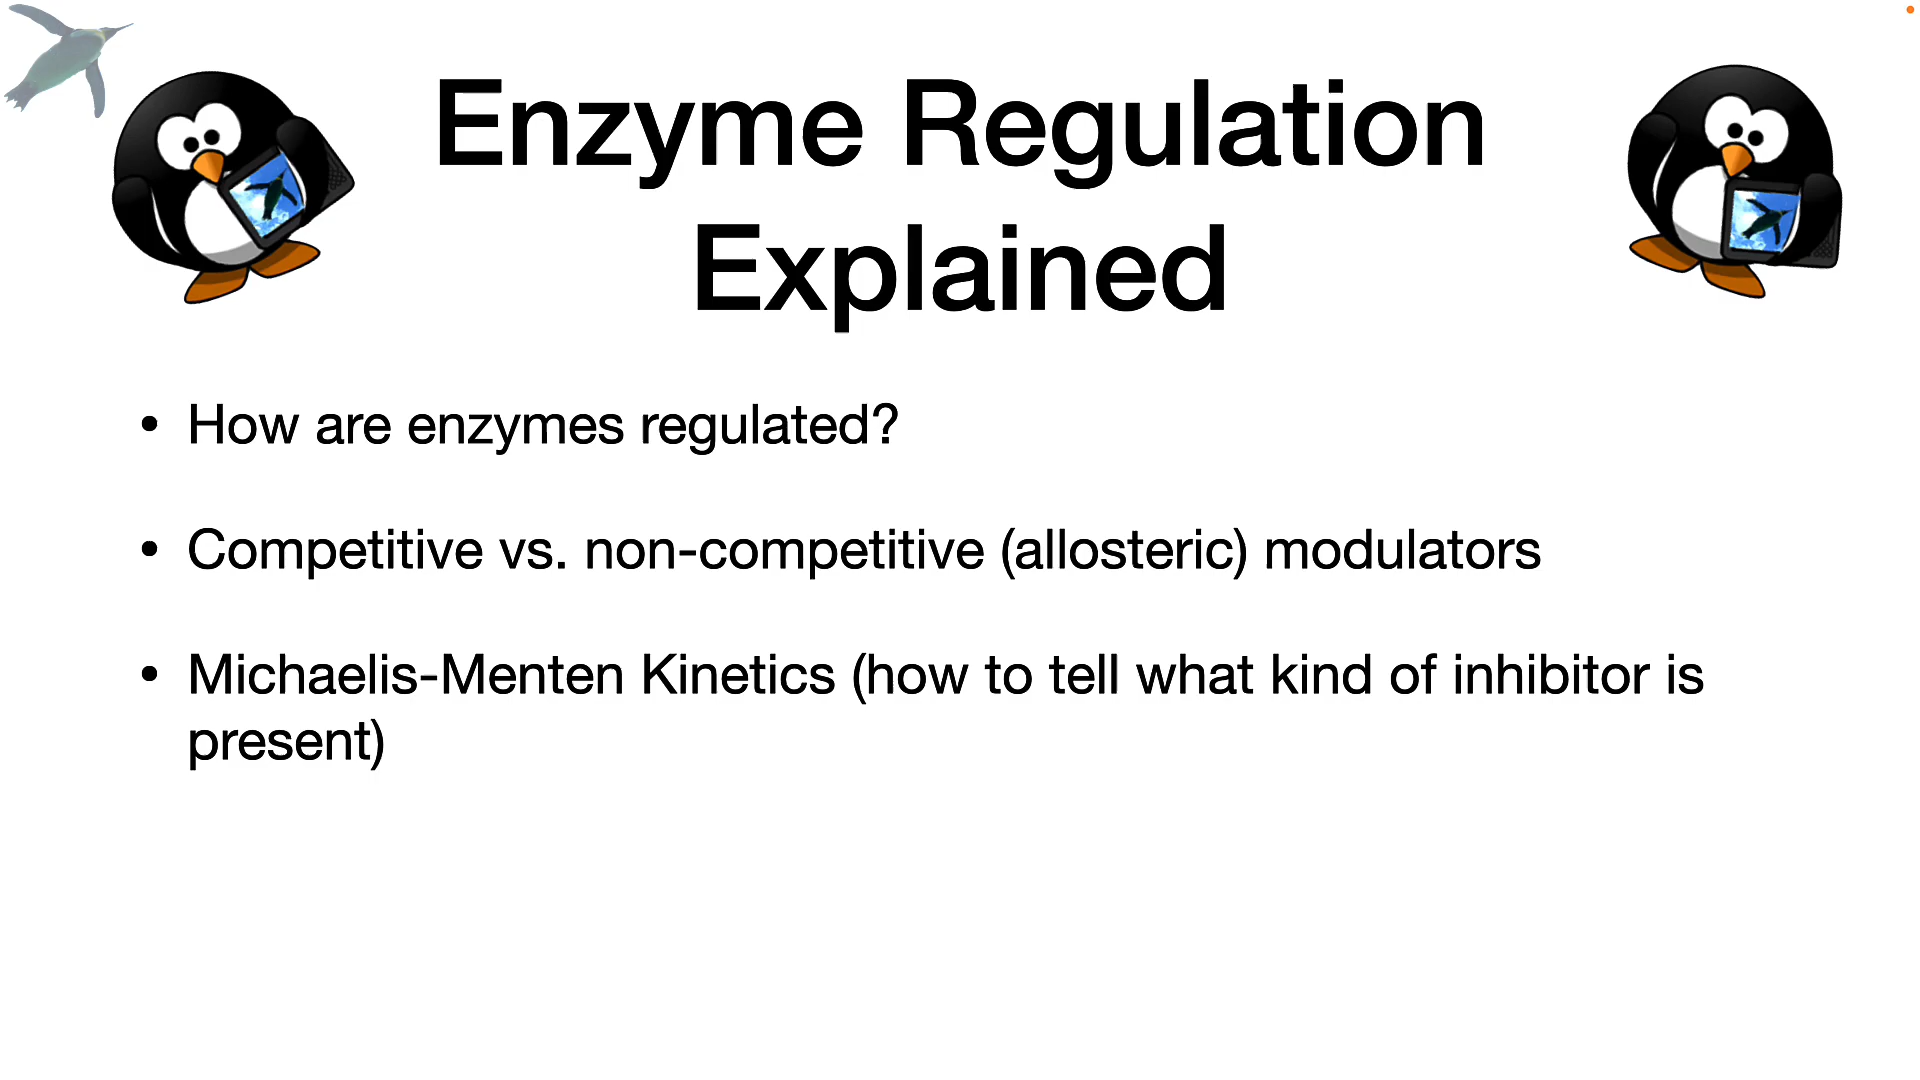 Enzyme Regulation
Explained
• How are enzymes regulated?
• Competitive vs. non-competitive (allosteric) modulators
• Michaelis-Menten Kinetics (how to tell what kind of inhibitor is
present)